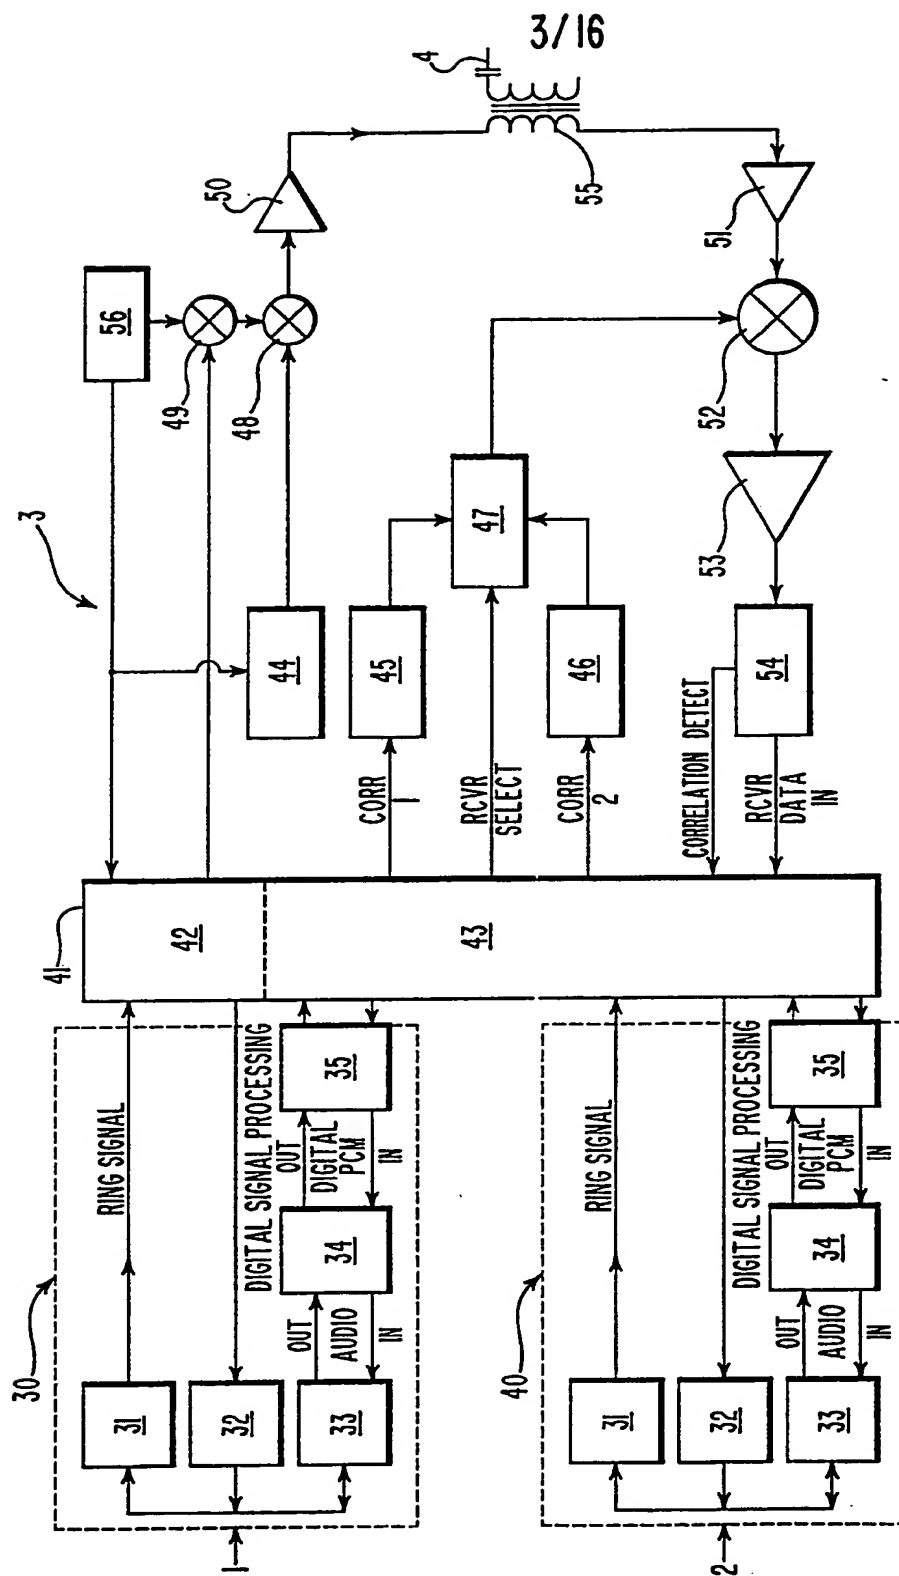 3/16
3
4
56
49
48
50
55
51
52
53
44
45
47
46
54
CORR
1
RCVR
SELECT
CORR
2
CORRELATION DETECT
RCVR
DATA
IN
41
42
43
30
RING SIGNAL
DIGITAL SIGNAL PROCESSING
31
32
33
OUT
AUDIO
IN
34
OUT
DIGITAL
PCM
IN
35
1
40
RING SIGNAL
DIGITAL SIGNAL PROCESSING
31
32
33
OUT
AUDIO
IN
34
OUT
DIGITAL
PCM
IN
35
2